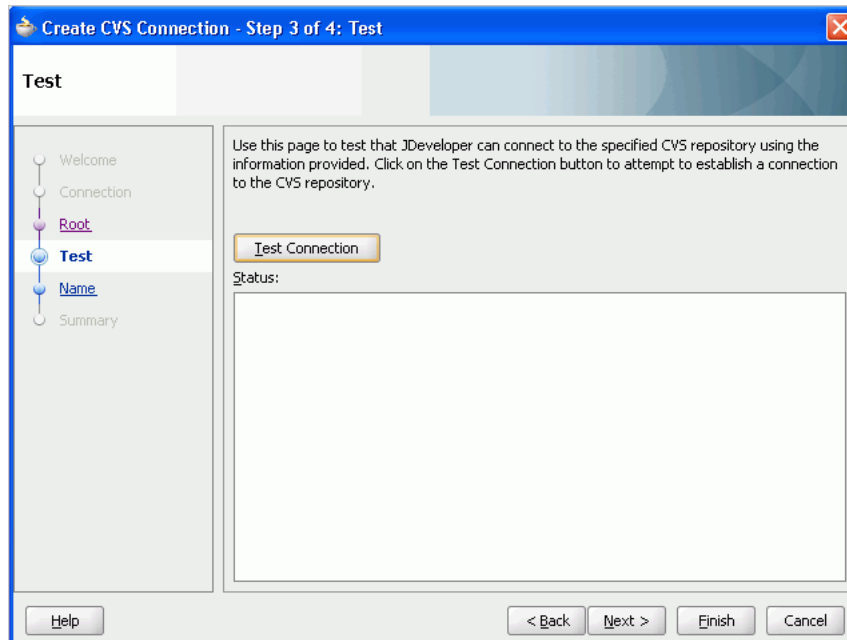 Create CVS Connection - Step 3 of 4: Test
Test
Welcome
Connection
Root
Test
Name
Summary
Use this page to test that JDeveloper can connect to the specified CVS repository using the
information provided. Click on the Test Connection button to attempt to establish a connection
to the CVS repository.
Test Connection
Status:
Help
< Back
Next >
Finish
Cancel